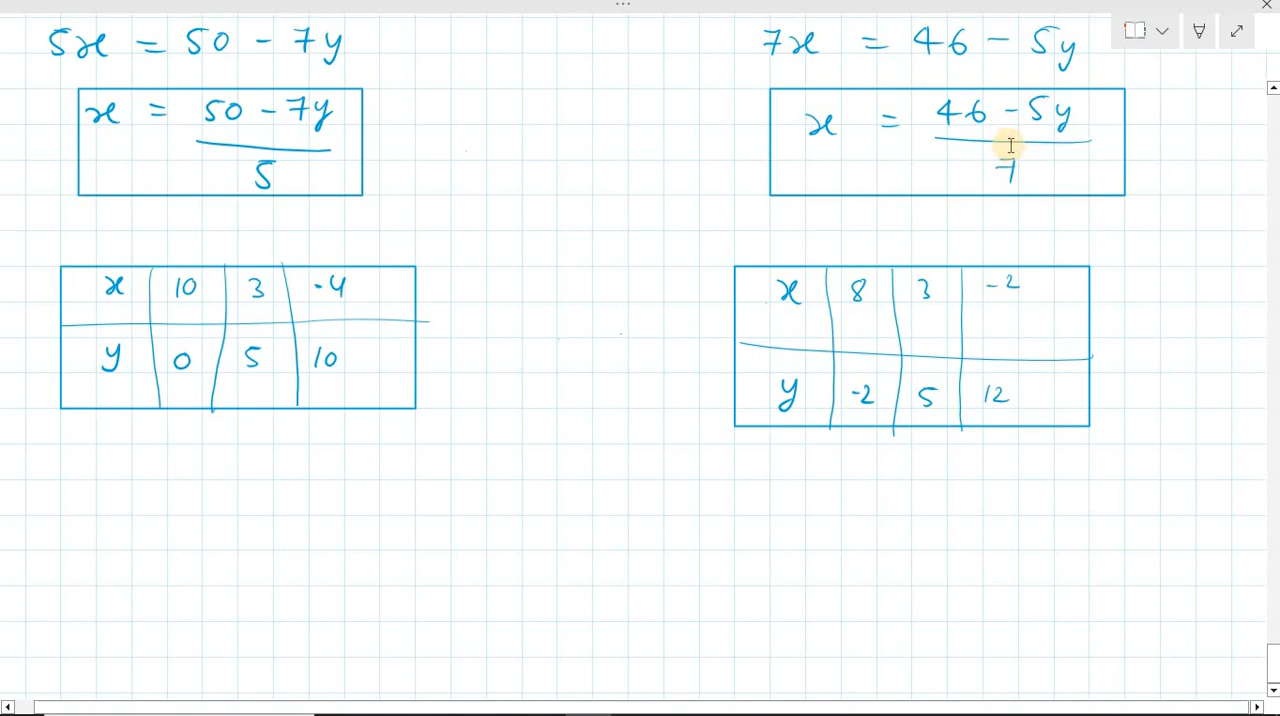 5x = 50 - 7y
x = 50 - 7y
5
x 10 3 -4
y 0 5 10
7x = 46 - 5y
x = 46 - 5y
7
x 8 3 -2
y -2 5 12